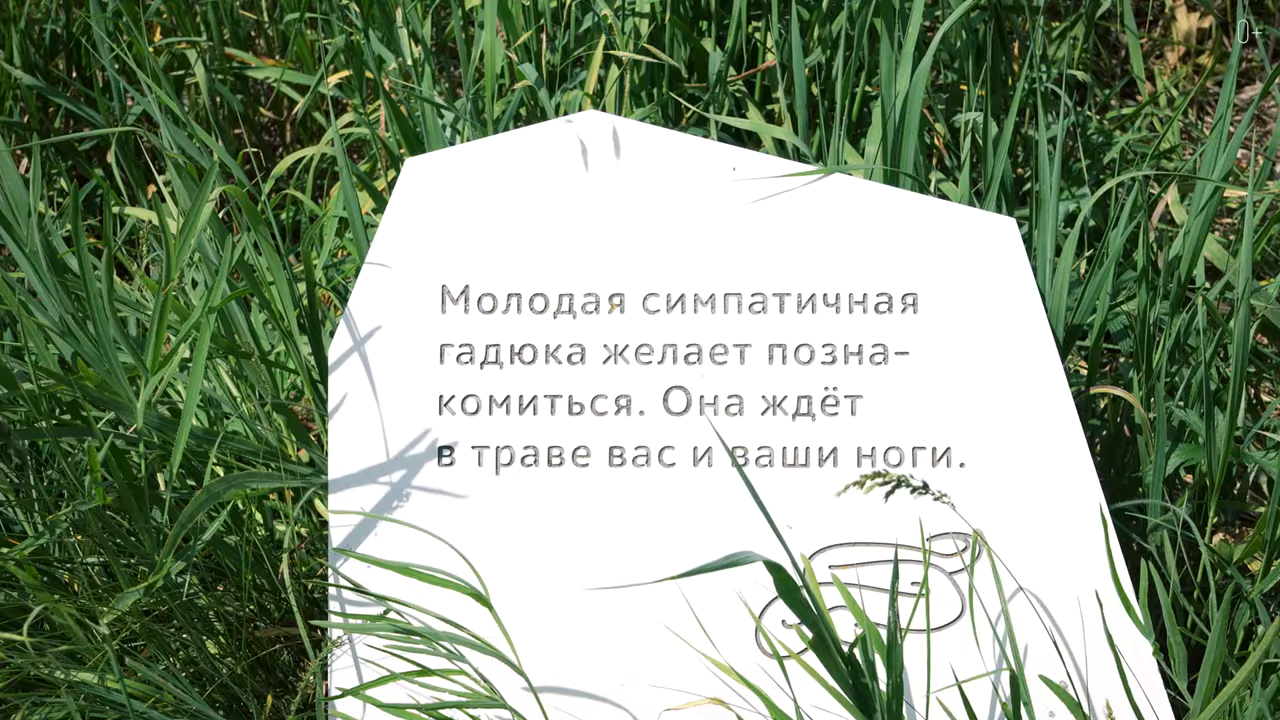 0+
Молодая симпатичная
гадюка желает позна-
комиться. Она ждёт
в траве вас и ваши ноги.